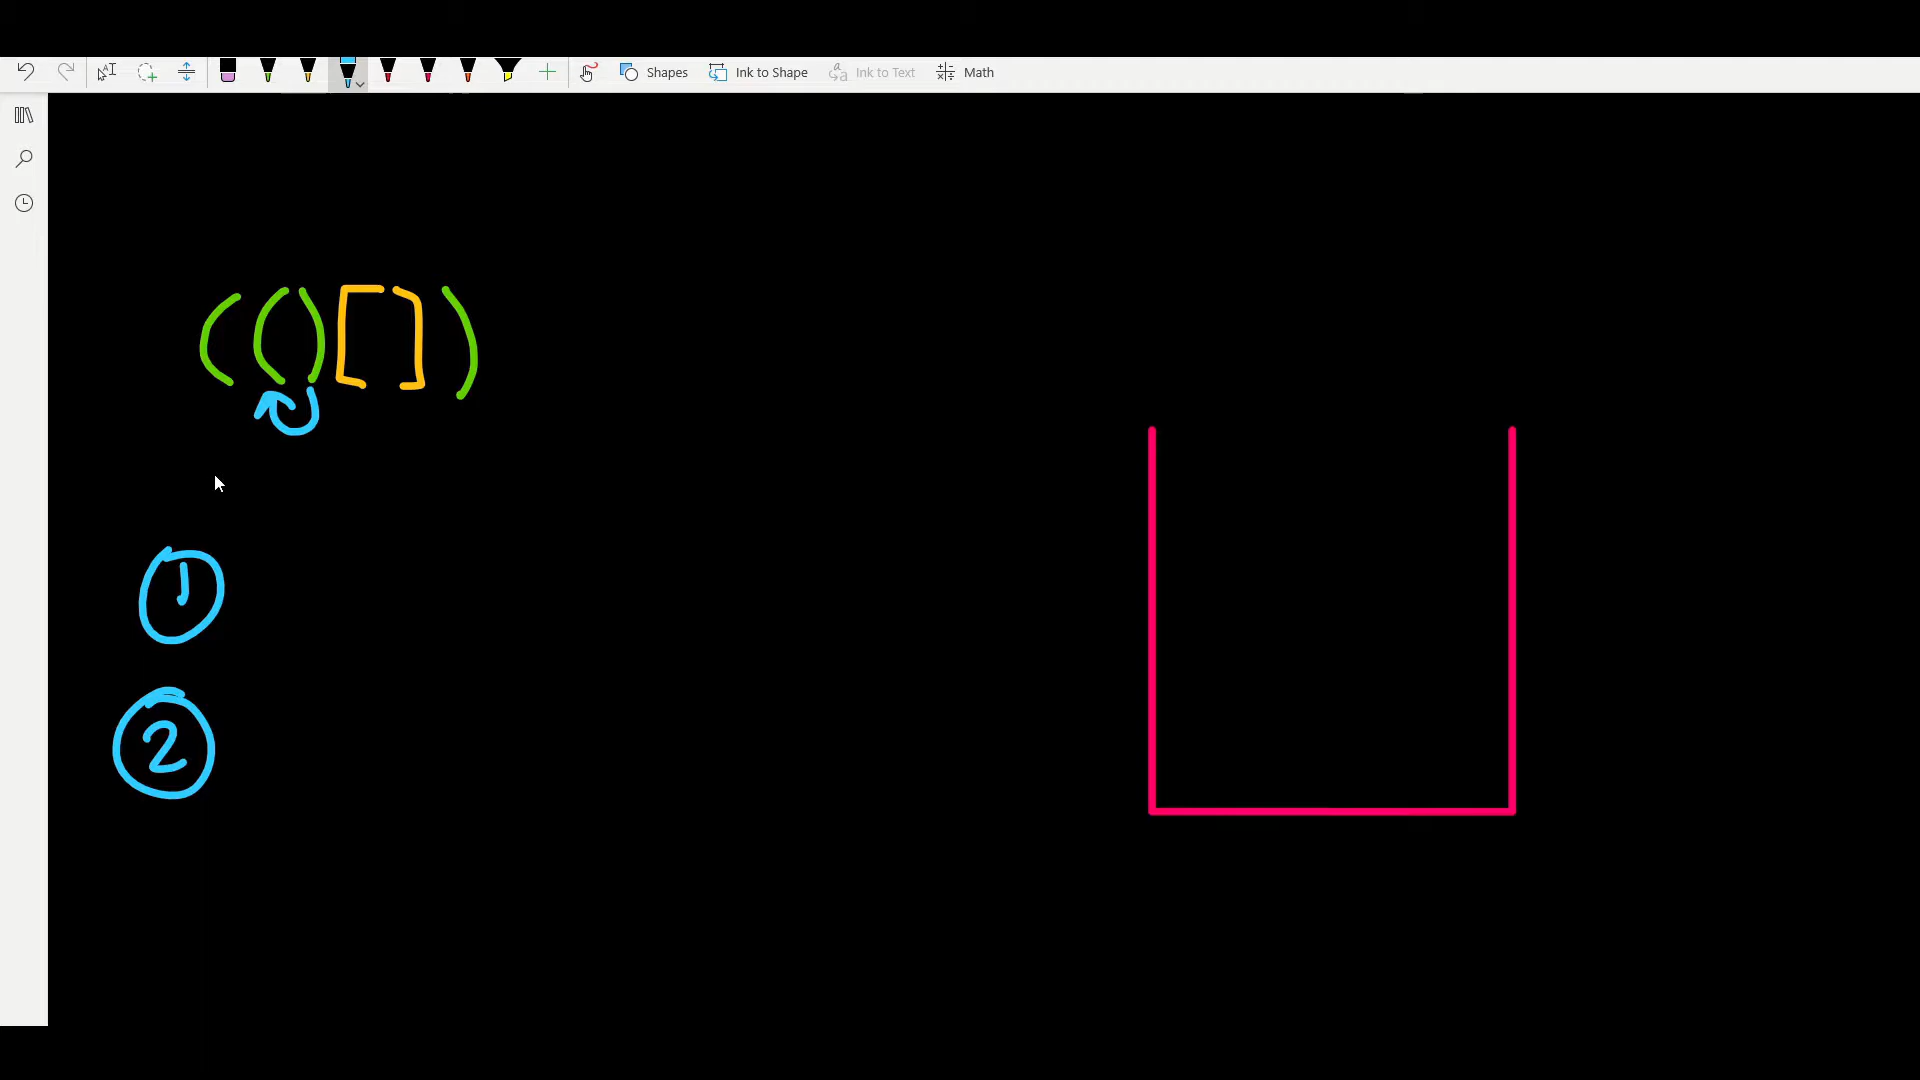 Shapes Ink to Shape Ink to Text Math
(()[])
1
2